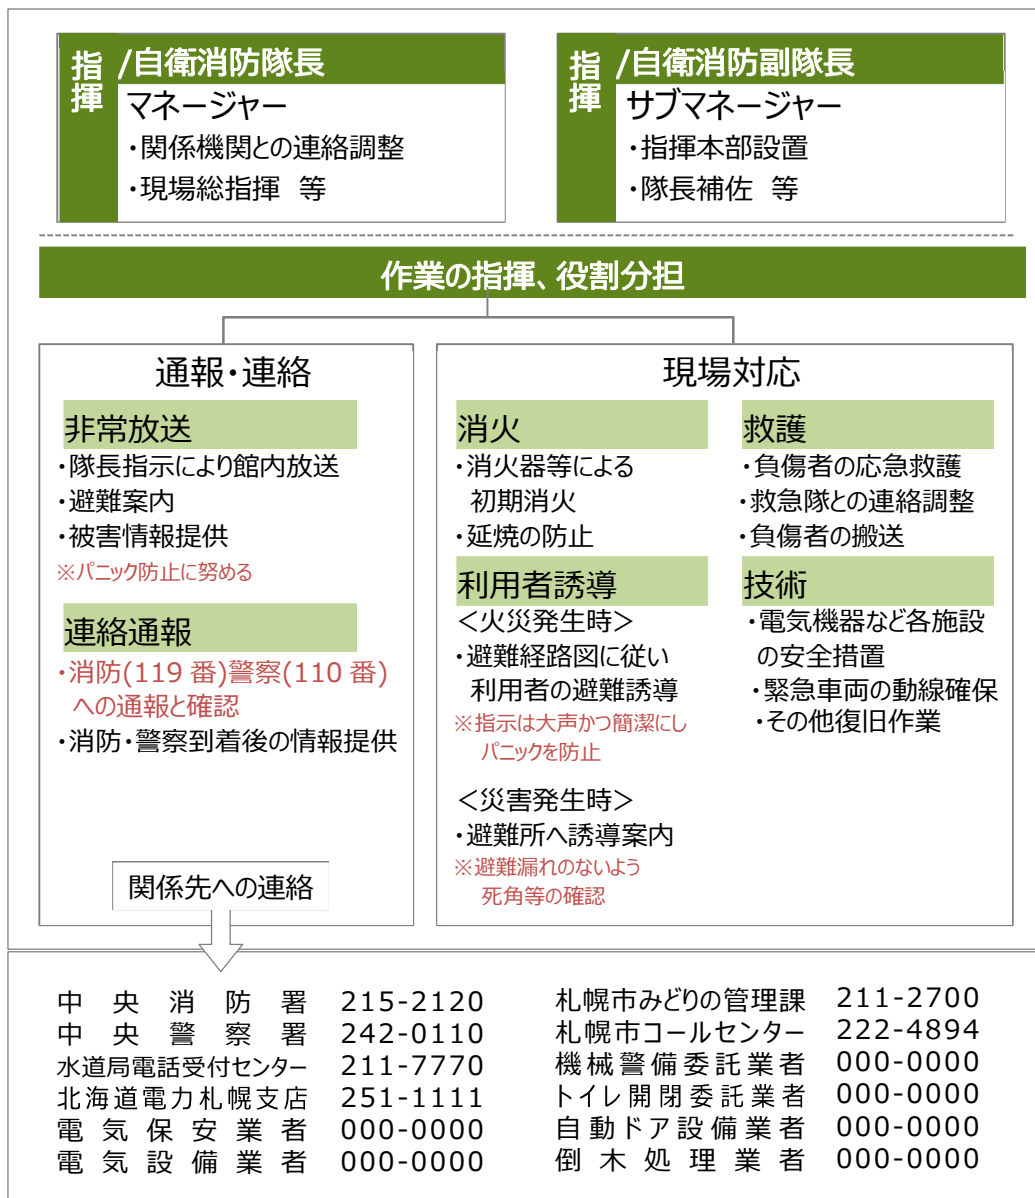 指揮 /自衛消防隊長
マネージャー
・関係機関との連絡調整
・現場総指揮 等
指揮 /自衛消防副隊長
サブマネージャー
・指揮本部設置
・隊長補佐 等
作業の指揮、役割分担
通報・連絡
非常放送
・隊長指示により館内放送
・避難案内
・被害情報提供
※パニック防止に努める
連絡通報
・消防(119 番)警察(110 番)
への通報と確認
・消防・警察到着後の情報提供
関係先への連絡
現場対応
消火
・消火器等による
初期消火
・延焼の防止
利用者誘導
＜火災発生時＞
・避難経路図に従い
利用者の避難誘導
※指示は大声かつ簡潔にし
パニックを防止
＜災害発生時＞
・避難所へ誘導案内
※避難漏れのないよう
死角等の確認
救護
・負傷者の応急救護
・救急隊との連絡調整
・負傷者の搬送
技術
・電気機器など各施設
の安全措置
・緊急車両の動線確保
・その他復旧作業
中央消防署 215-2120
中央警察署 242-0110
水道局電話受付センター 211-7770
北海道電力札幌支店 251-1111
電気保安業者 000-0000
電気設備業者 000-0000
札幌市みどりの管理課 211-2700
札幌市コールセンター 222-4894
機械警備委託業者 000-0000
トイレ開閉委託業者 000-0000
自動ドア設備業者 000-0000
倒木処理業者 000-0000